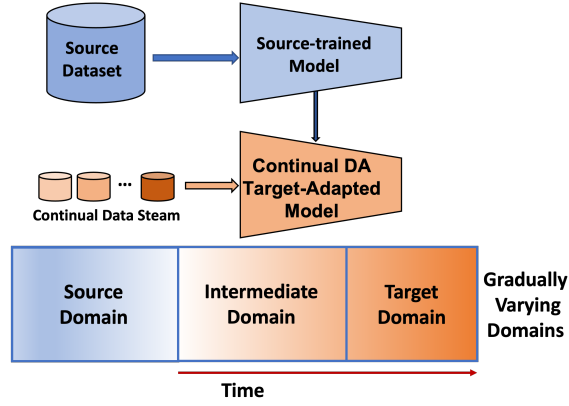 Source
Dataset
Source-trained
Model
Continual DA
Target-Adapted
Model
...
Continual Data Steam
Source
Domain
Intermediate
Domain
Target
Domain
Gradually
Varying
Domains
Time